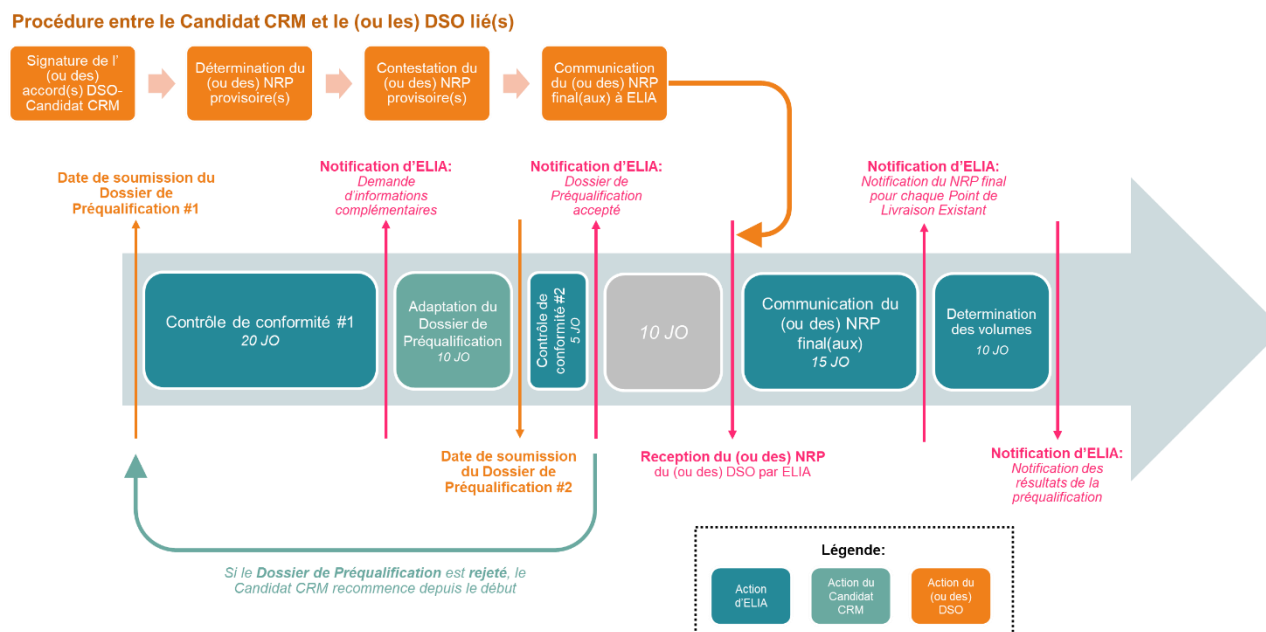 Procédure entre le Candidat CRM et le (ou les) DSO lié(s)
Signature de l'
(ou des)
accord(s) DSO-
Candidat CRM
Détermination du
(ou des) NRP
provisoire(s)
Contestation du
(ou des) NRP
provisoire(s)
Communication
du (ou des) NRP
final(aux) à ELIA
Date de soumission du
Dossier de
Préqualification #1
Notification d'ELIA:
Demande
d'informations
complémentaires
Notification d'ELIA:
Dossier de
Préqualification
accepté
Notification d'ELIA:
Notification du NRP final
pour chaque Point de
Livraison Existant
Contrôle de conformité #1
20 JO
Adaptation du
Dossier de
Préqualification
10 JO
Contrôle de
conformité #2
5 JO
10 JO
Communication du
(ou des) NRP
final(aux)
15 JO
Determination
des volumes
10 JO
Date de soumission
du Dossier de
Préqualification #2
Reception du (ou des) NRP
du (ou des) DSO par ELIA
Notification d'ELIA:
Notification des
résultats de la
préqualification
Si le Dossier de Préqualification est rejeté, le
Candidat CRM recommence depuis le début
Légende:
Action
d'ELIA
Action du
Candidat
CRM
Action du
(ou des)
DSO